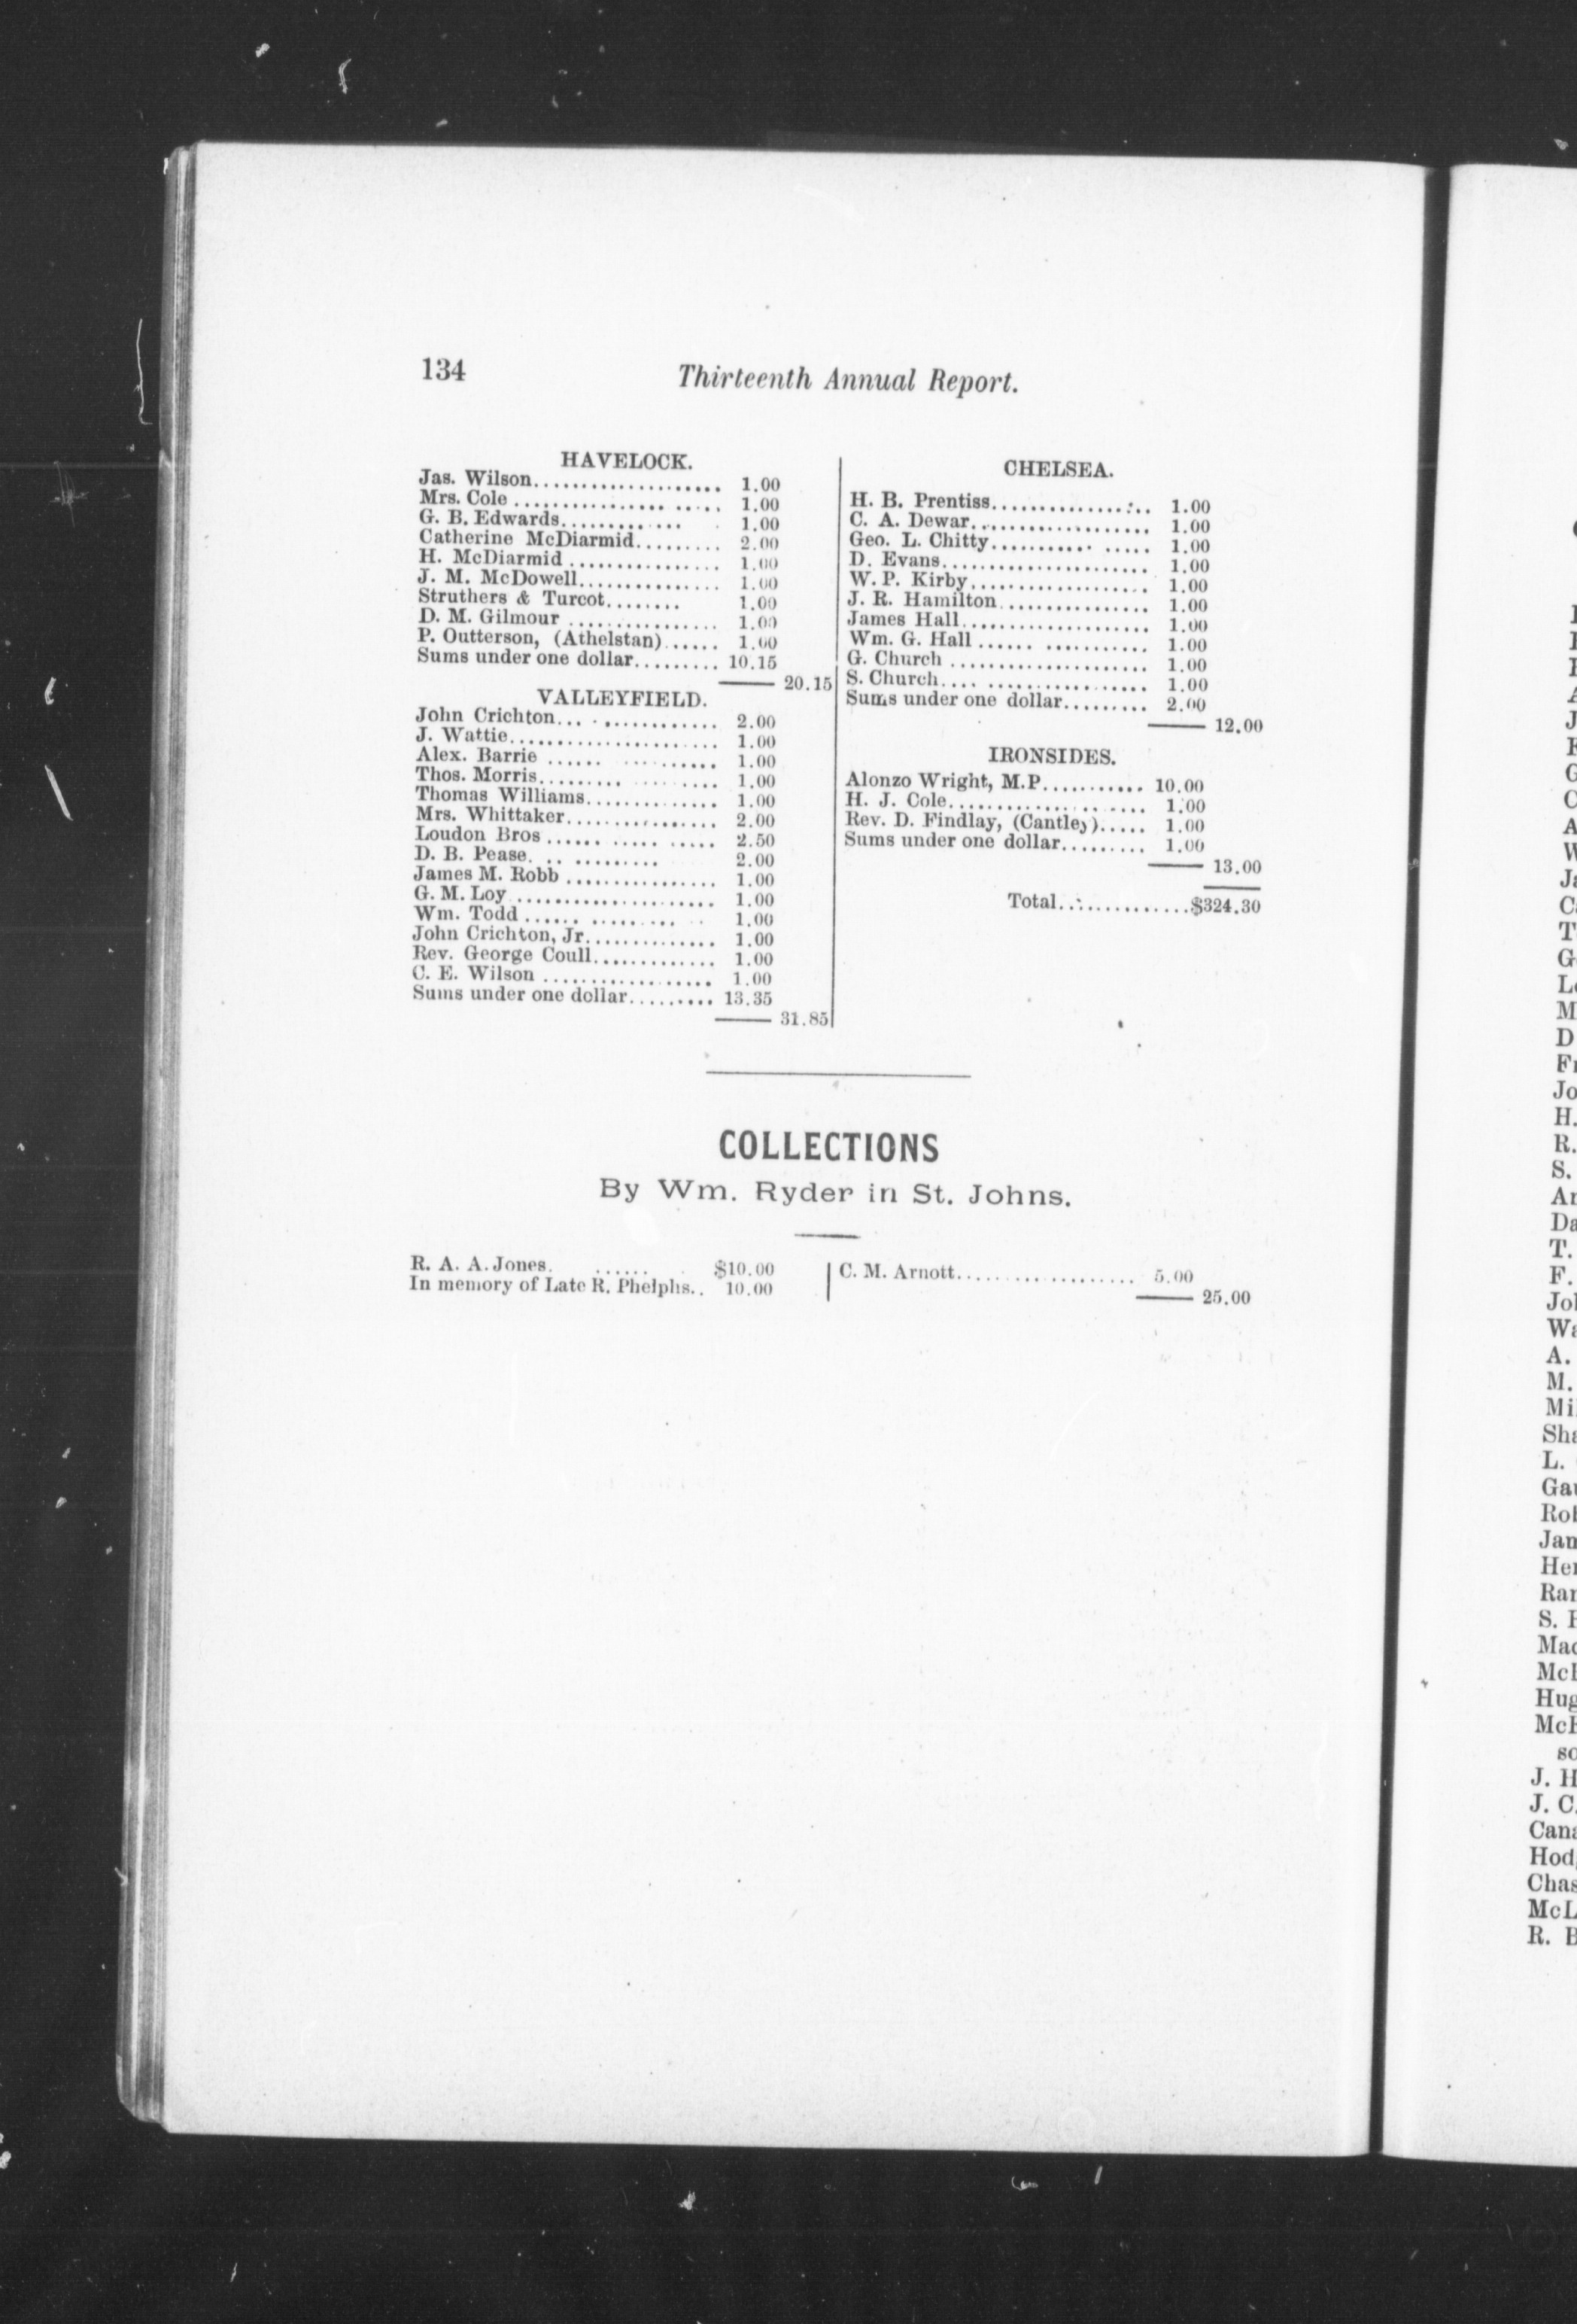 134
Thirteenth Annual Report.
HAVELOCK.
Jas. Wilson.................... 1.00
Mrs. Cole ..................... 1.00
G. B. Edwards............. . 1.00
Catherine McDiarmid......... 2.00
H. McDiarmid ................ 1.00
J. M. McDowell............... 1.00
Struthers & Turcot........ 1.00
D. M. Gilmour ................ 1.00
P. Outterson, (Athelstan)...... 1.00
Sums under one dollar......... 10.15
20.15
VALLEYFIELD.
John Crichton... . ............ 2.00
J. Wattie...................... 1.00
Alex. Barrie ...... .......... 1.00
Thos. Morris......... ......... 1.00
Thomas Williams.............. 1.00
Mrs. Whittaker................ 2.00
Loudon Bros ............ ..... 2.50
D. B. Pease. .. ......... 2.00
James M. Robb ................ 1.00
G. M. Loy ..................... 1.00
Wm. Todd ...... ......... .. 1.00
John Crichton, Jr.............. 1.00
Rev. George Coull............. 1.00
C. E. Wilson .................. 1.00
Sums under one dollar......... 13.35
31.85
CHELSEA.
H. B. Prentiss................. 1.00
C. A. Dewar................... 1.00
Geo. L. Chitty........... ..... 1.00
D. Evans...................... 1.00
W. P. Kirby................... 1.00
J. R. Hamilton................ 1.00
James Hall.................... 1.00
Wm. G. Hall ...... ........... 1.00
G. Church ..................... 1.00
S. Church.... ................. 1.00
Sums under one dollar......... 2.00
12.00
IRONSIDES.
Alonzo Wright, M.P........... 10.00
H. J. Cole..................... 1.00
Rev. D. Findlay, (Cantley)..... 1.00
Sums under one dollar......... 1.00
13.00
Total...............$324.30
COLLECTIONS
By Wm. Ryder in St. Johns.
R. A. A. Jones. ...... . $10.00
In memory of Late R. Phelphs.. 10.00
C. M. Arnott................... 5.00
25.00